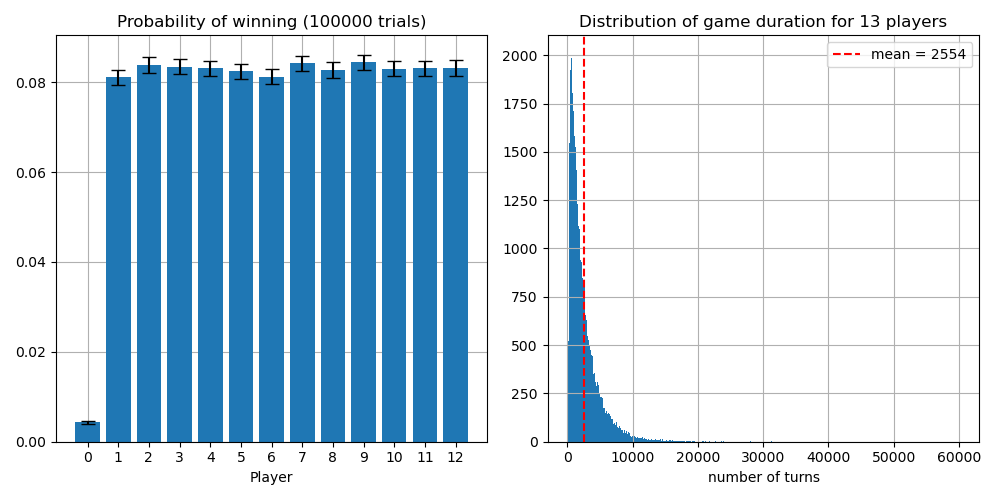 Probability of winning (100000 trials)
0.08
0.06
0.04
0.02
0.00
0 1 2 3 4 5 6 7 8 9 10 11 12
Player
Distribution of game duration for 13 players
mean = 2554
2000
1750
1500
1250
1000
750
500
250
0
0 10000 20000 30000 40000 50000 60000
number of turns